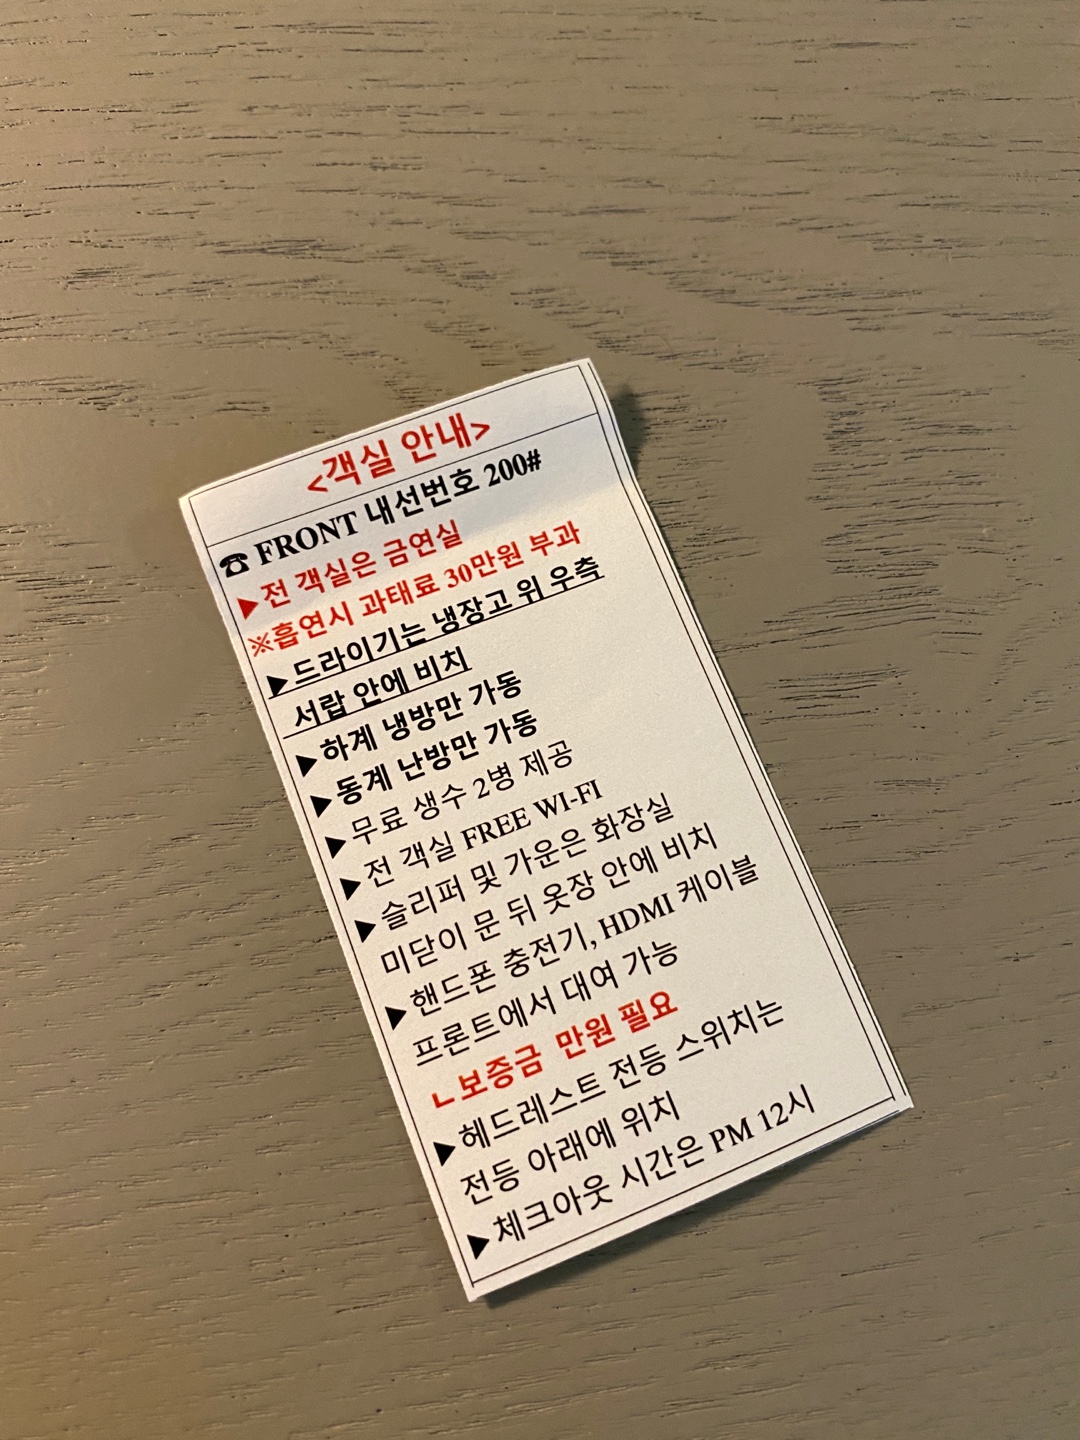 <객실 안내>
☎ FRONT 내선번호 200#
▶전 객실은 금연실
※흡연시 과태료 30만원 부과
▶드라이기는 냉장고 위 우측
서랍 안에 비치
▶하계 냉방만 가동
▶동계 난방만 가동
▶무료 생수 2병 제공
▶전 객실 FREE WI-FI
▶슬리퍼 및 가운은 화장실
미닫이 문 뒤 옷장 안에 비치
▶핸드폰 충전기, HDMI 케이블
프론트에서 대여 가능
ㄴ보증금 만원 필요
▶헤드레스트 전등 스위치는
전등 아래에 위치
▶체크아웃 시간은 PM 12시